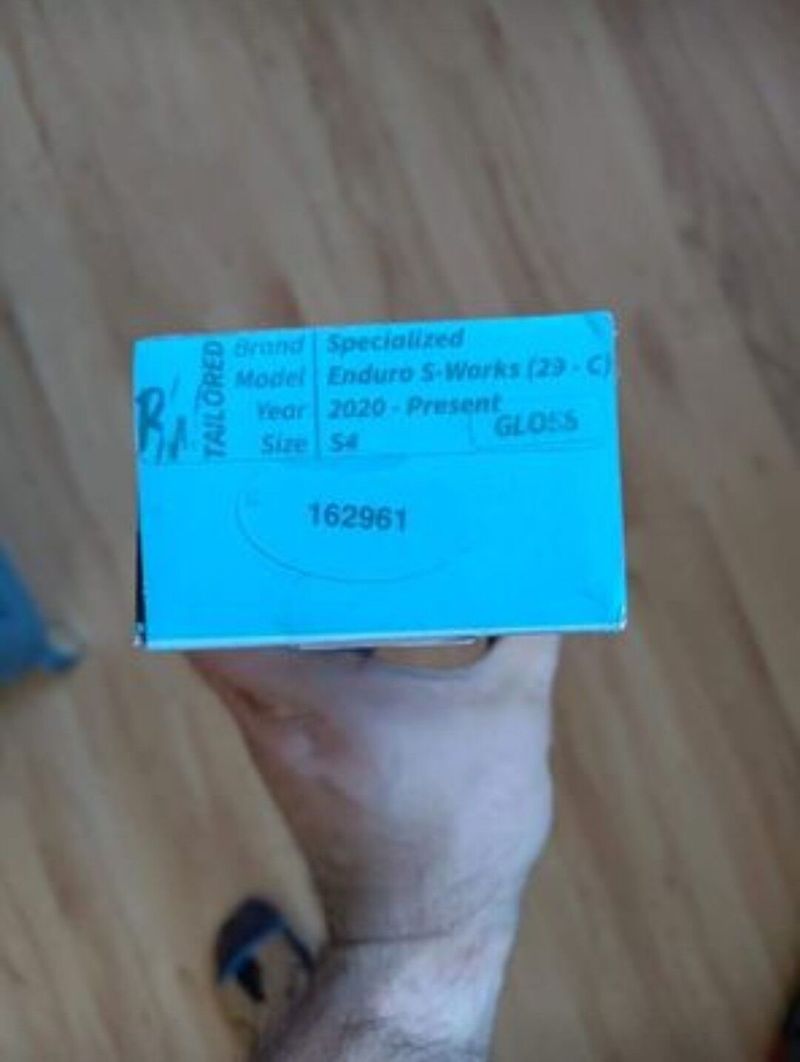 TAILORED
Brand Specialized
Model Enduro S-Works (29 - C)
Year 2020 - Present
Size S4
GLOSS
162961